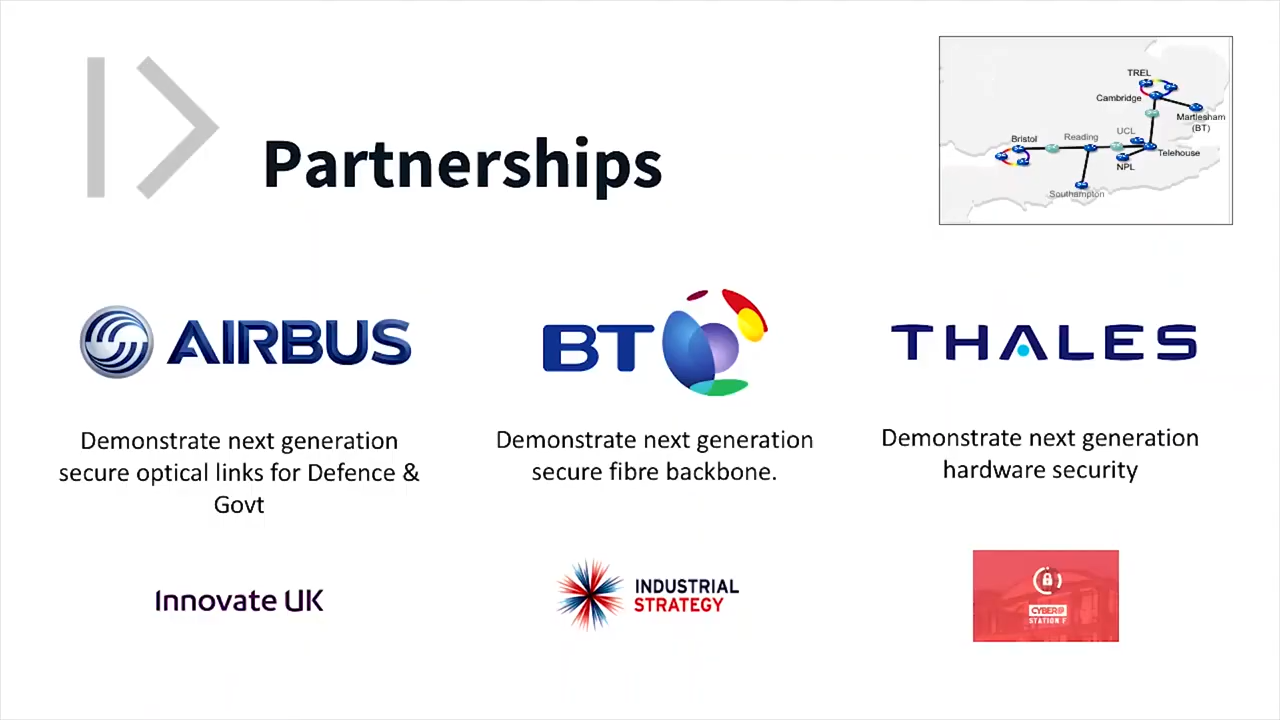 Partnerships
TREL
Cambridge
Martlesham
(BT)
UCL
Reading
Bristol
Telehouse
NPL
Southampton
AIRBUS
BT
THALES
Demonstrate next generation
secure optical links for Defence &
Govt
Demonstrate next generation
secure fibre backbone.
Demonstrate next generation
hardware security
Innovate UK
INDUSTRIAL
STRATEGY
CYBER@
STATION F